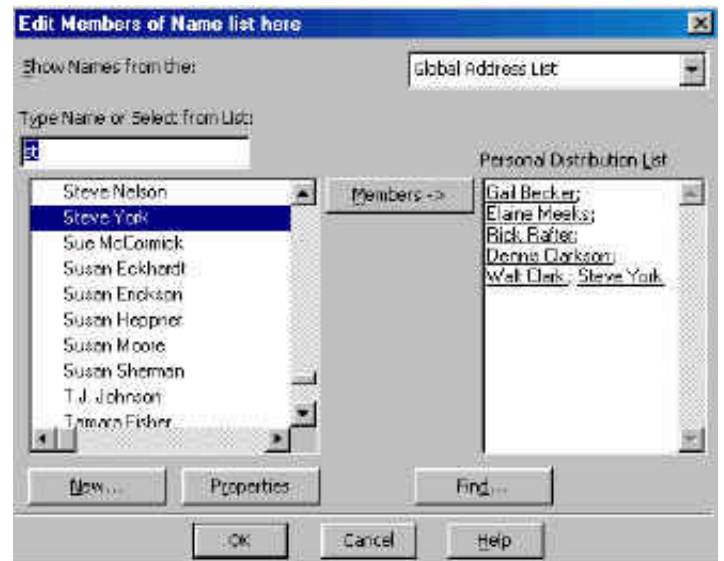 Edit Members of Name list here
Show Names from the:
Global Address List
Type Name or Select from List:
st
Personal Distribution List
Steve Nelson
Steve York
Sue McCormick
Susan Eckhardt
Susan Erickson
Susan Heppner
Susan Moore
Susan Sherman
T.J. Johnson
Tamara Fisher
Members ->
Gail Becker;
Elaine Meeks;
Rick Rafter;
Dennis Clarkson;
Walt Clark ; Steve York
New...
Properties
Find...
OK
Cancel
Help